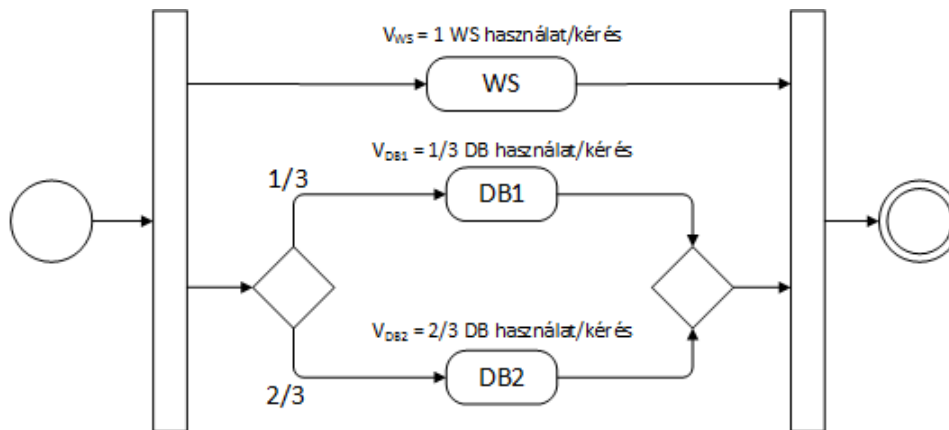 V_WS = 1 WS használat/kérés
WS
V_DB1 = 1/3 DB használat/kérés
1/3
DB1
V_DB2 = 2/3 DB használat/kérés
DB2
2/3